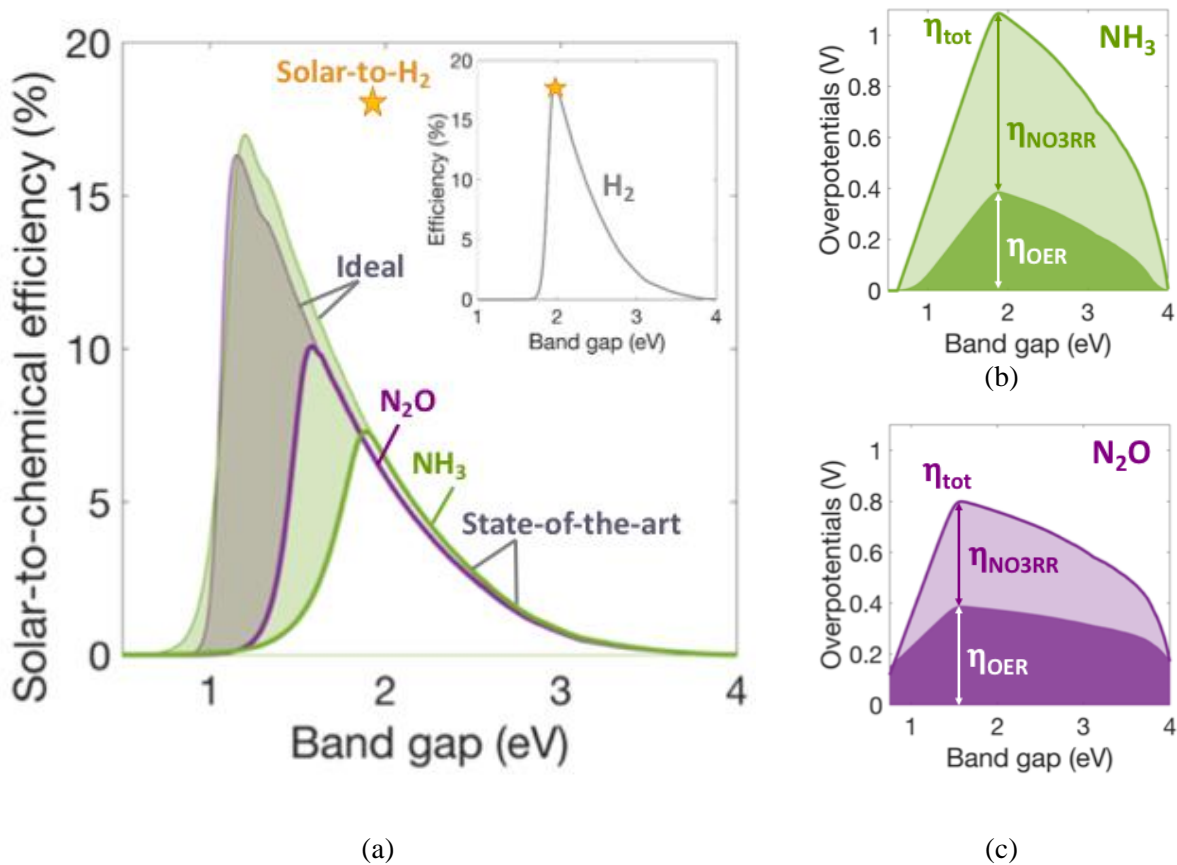 Solar-to-chemical efficiency (%)
20
15
10
5
0
1
2
3
4
Band gap (eV)
Solar-to-H₂
Ideal
N₂O
NH₃
State-of-the-art
Efficiency (%)
20
15
10
5
0
1
2
3
4
Band gap (eV)
H₂
(a)
Overpotentials (V)
1
0.8
0.6
0.4
0.2
0
1
2
3
4
Band gap (eV)
NH₃
ηtot
ηNO3RR
ηOER
(b)
Overpotentials (V)
1
0.8
0.6
0.4
0.2
0
1
2
3
4
Band gap (eV)
N₂O
ηtot
ηNO3RR
ηOER
(c)